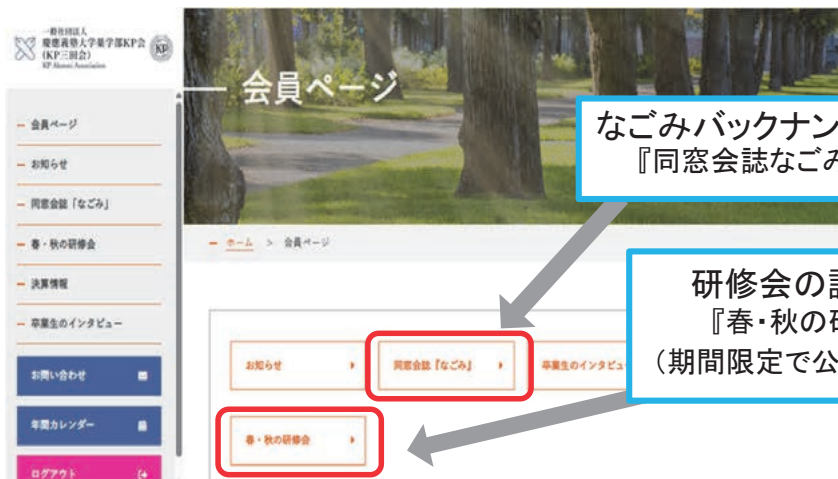 一般社団法人
慶應義塾大学薬学部KP会
(KP三田会)
KP Alumni Association
KP
会員ページ
お知らせ
同窓会誌「なごみ」
春・秋の研修会
決算情報
卒業生のインタビュー
お問い合わせ
年間カレンダー
ログアウト
会員ページ
ホーム > 会員ページ
なごみバックナン
『同窓会誌なごみ
研修会の
『春・秋の
(期間限定で公
お知らせ
同窓会誌『なごみ』
卒業生のインタビュ
春・秋の研修会